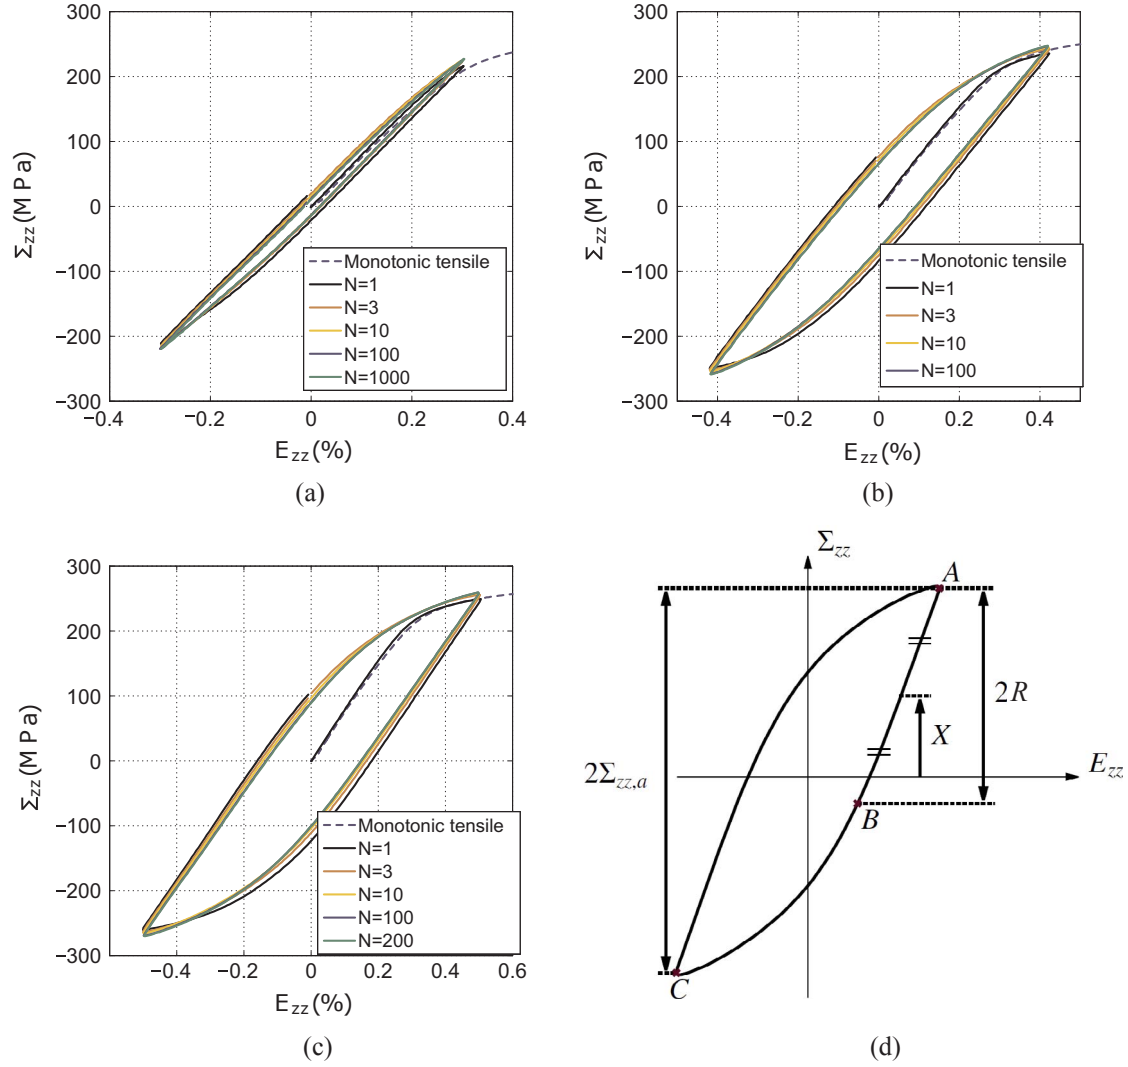 300
200
100
0
−100
−200
−300
−0.4
−0.2
0
0.2
0.4
Σzz(M Pa)
Ezz(%)
Monotonic tensile
N=1
N=3
N=10
N=100
N=1000
(a)
300
200
100
0
−100
−200
−300
−0.4
−0.2
0
0.2
0.4
Σzz(M Pa)
Ezz(%)
Monotonic tensile
N=1
N=3
N=10
N=100
(b)
300
200
100
0
−100
−200
−300
−0.4
−0.2
0
0.2
0.4
0.6
Σzz(M Pa)
Ezz(%)
Monotonic tensile
N=1
N=3
N=10
N=100
N=200
(c)
Σzz
A
2R
X
Ezz
2Σzz,a
B
C
(d)